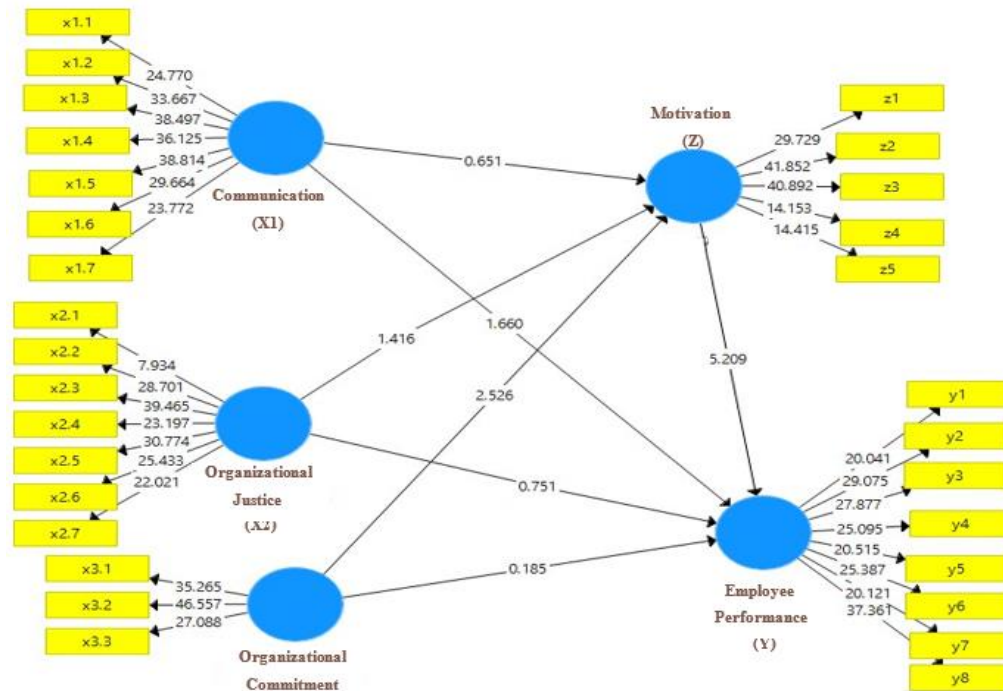 x1.1
x1.2
x1.3
x1.4
x1.5
x1.6
x1.7
24.770
33.667
38.497
36.125
38.814
29.664
23.772
Communication
(X1)
0.651
Motivation
(Z)
29.729
41.852
40.892
14.153
14.415
z1
z2
z3
z4
z5
x2.1
x2.2
x2.3
x2.4
x2.5
x2.6
x2.7
7.934
28.701
39.465
23.197
30.774
25.433
22.021
Organizational
Justice
(X2)
1.416
1.660
2.526
5.209
0.751
0.185
x3.1
x3.2
x3.3
35.265
46.557
27.088
Organizational
Commitment
Employee
Performance
(Y)
20.041
29.075
27.877
25.095
20.515
25.387
20.121
37.361
y1
y2
y3
y4
y5
y6
y7
y8